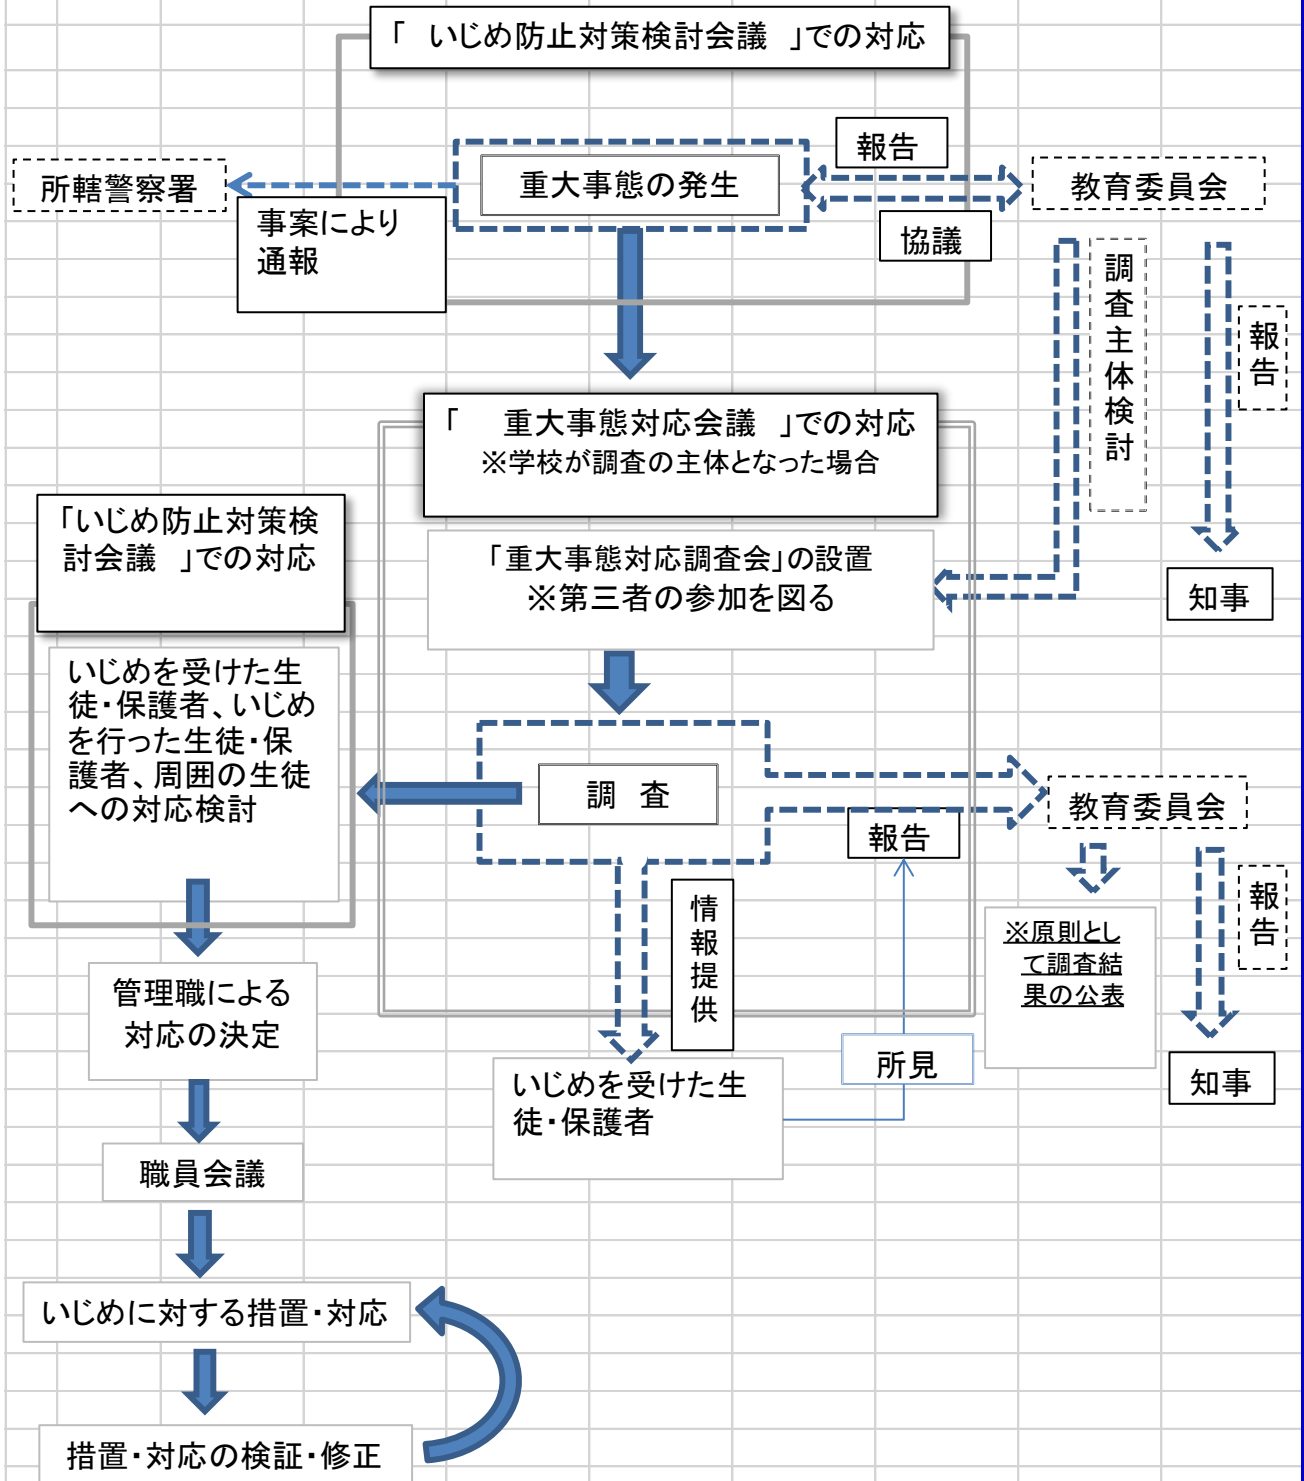 「　いじめ防止対策検討会議　」での対応
報告
所轄警察署
重大事態の発生
教育委員会
事案により
通報
協議
調査主体検討
報告
「　　重大事態対応会議　」での対応
※学校が調査の主体となった場合
「いじめ防止対策検
討会議　」での対応
「重大事態対応調査会」の設置
※第三者の参加を図る
知事
いじめを受けた生
徒・保護者、いじめ
を行った生徒・保
護者、周囲の生徒
への対応検討
調　査
教育委員会
報告
情報提供
報告
※原則とし
て調査結
果の公表
管理職による
対応の決定
所見
知事
いじめを受けた生
徒・保護者
職員会議
いじめに対する措置・対応
措置・対応の検証・修正